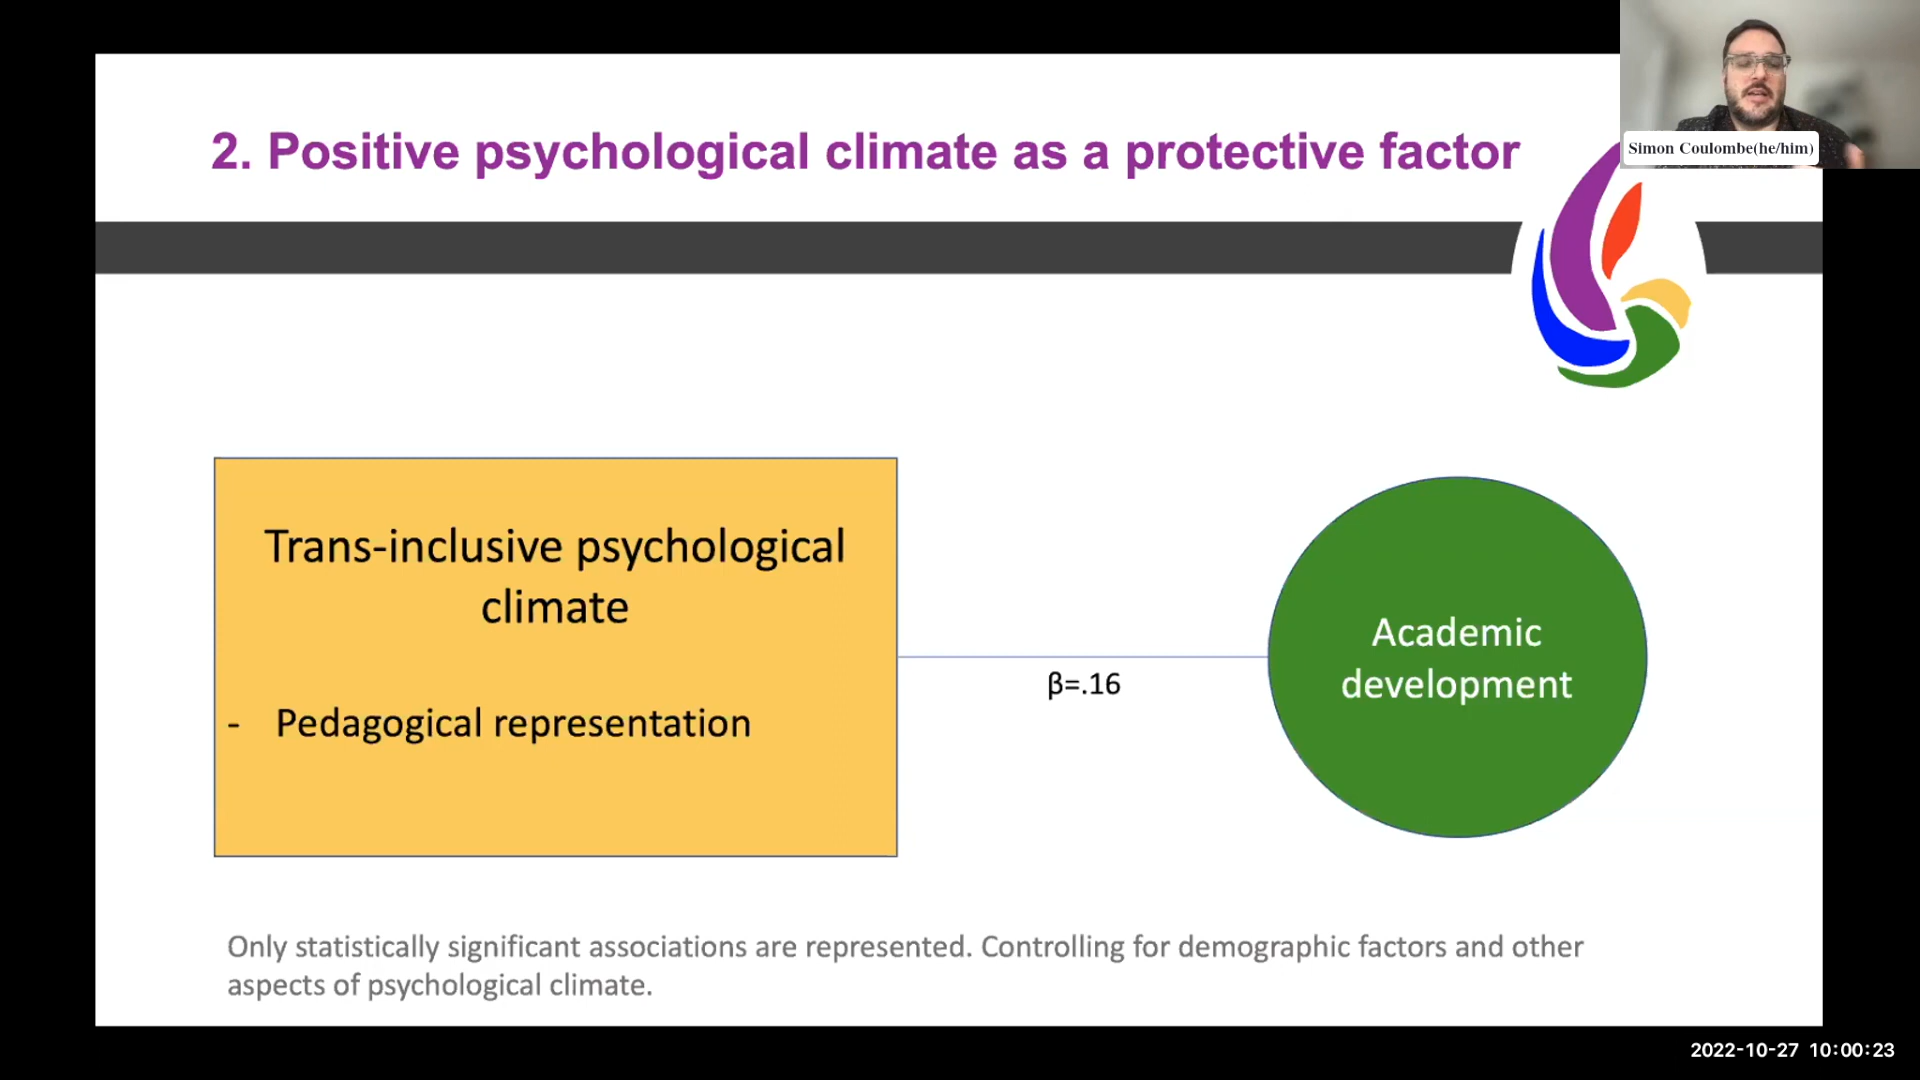 2. Positive psychological climate as a protective factor
Simon Coulombe(he/him)
Trans-inclusive psychological
climate
- Pedagogical representation
β=.16
Academic
development
Only statistically significant associations are represented. Controlling for demographic factors and other
aspects of psychological climate.
2022-10-27 10:00:23